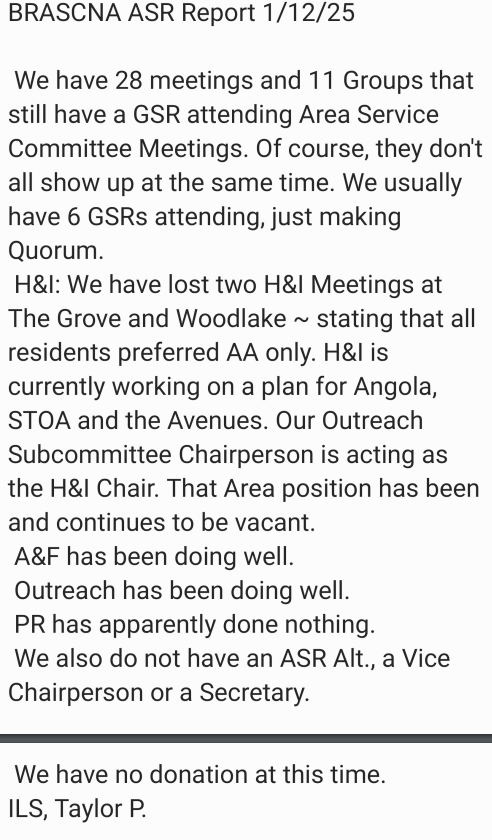 BRASCNA ASR Report 1/12/25
We have 28 meetings and 11 Groups that
still have a GSR attending Area Service
Committee Meetings. Of course, they don't
all show up at the same time. We usually
have 6 GSRs attending, just making
Quorum.
H&I: We have lost two H&I Meetings at
The Grove and Woodlake ~ stating that all
residents preferred AA only. H&I is
currently working on a plan for Angola,
STOA and the Avenues. Our Outreach
Subcommittee Chairperson is acting as
the H&I Chair. That Area position has been
and continues to be vacant.
A&F has been doing well.
Outreach has been doing well.
PR has apparently done nothing.
We also do not have an ASR Alt., a Vice
Chairperson or a Secretary.
We have no donation at this time.
ILS, Taylor P.